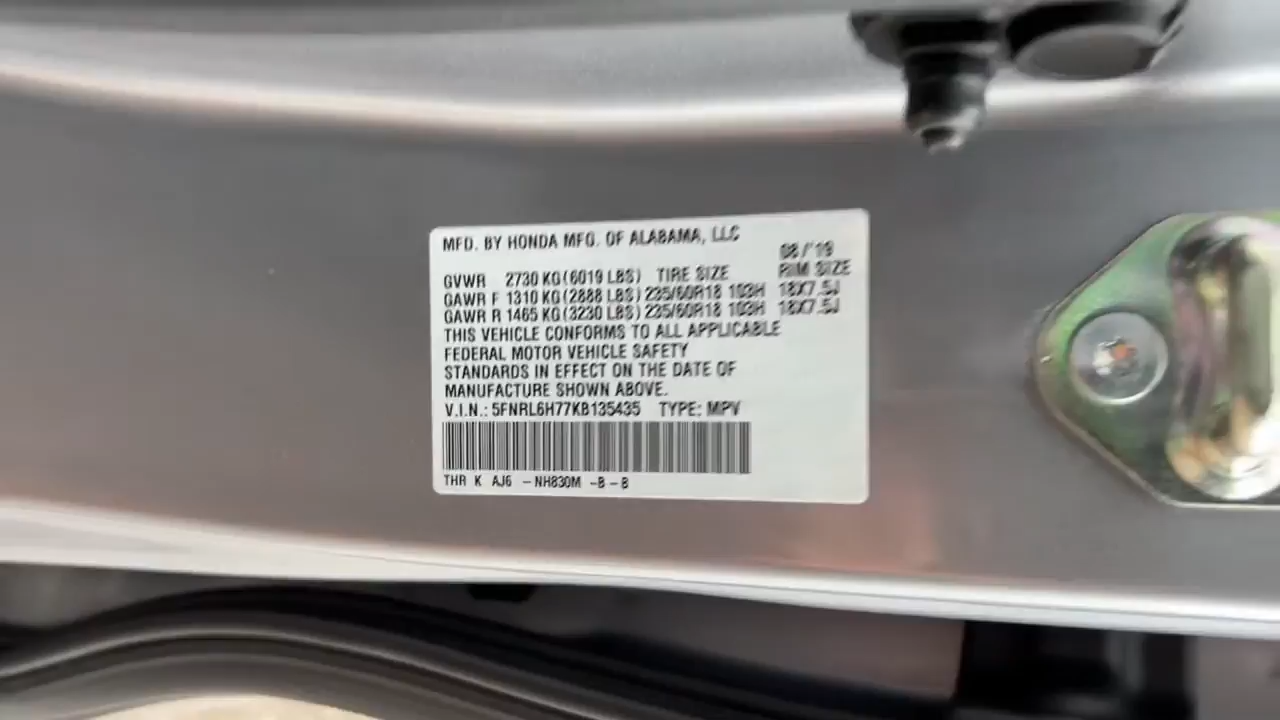 MFD. BY HONDA MFG. OF ALABAMA, LLC
08/'19
GVWR 2730 KG (6019 LBS) TIRE SIZE RIM SIZE
GAWR F 1310 KG (2888 LBS) 235/60R18 103H 18X7.5J
GAWR R 1465 KG (3230 LBS) 235/60R18 103H 18X7.5J
THIS VEHICLE CONFORMS TO ALL APPLICABLE
FEDERAL MOTOR VEHICLE SAFETY
STANDARDS IN EFFECT ON THE DATE OF
MANUFACTURE SHOWN ABOVE.
V.I.N.: 5FNRL6H77KB135435 TYPE: MPV
THR K AJ6 -NH830M -B-B